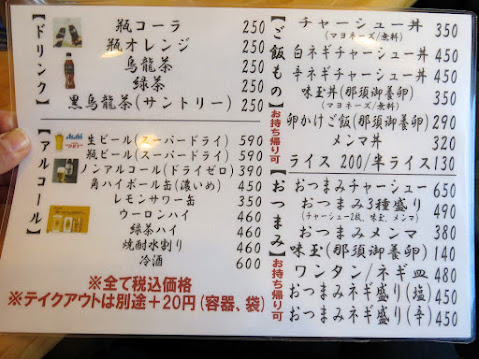 【ドリンク】
瓶コーラ 250
瓶オレンジ 250
烏龍茶 250
緑茶 250
黒烏龍茶(サントリー) 250
【アルコール】
Asahi
生ビール(スーパードライ) 590
瓶ビール(スーパードライ) 590
ノンアルコール(ドライゼロ) 390
角ハイボール缶(濃いめ) 450
レモンサワー缶 350
ウーロンハイ 460
緑茶ハイ 460
焼酎水割り 460
冷酒 600
※全て税込価格
※テイクアウトは別途+20円(容器、袋)
【ご飯もの】お持ち帰り可
チャーシュー丼 350
(マヨネーズ/無料)
白ネギチャーシュー丼 450
辛ネギチャーシュー丼 450
味玉丼(那須御養卵) 350
(マヨネーズ/無料)
卵かけご飯(那須御養卵) 290
メンマ丼 320
ライス 200/半ライス 130
【おつまみ】お持ち帰り可
おつまみチャーシュー 650
おつまみ3種盛り 450
(チャーシュー2枚、味玉、メンマ)
おつまみメンマ 380
味玉(那須御養卵) 140
ワンタン/ネギ皿 480
おつまみネギ盛り(塩) 450
おつまみネギ盛り(辛) 450